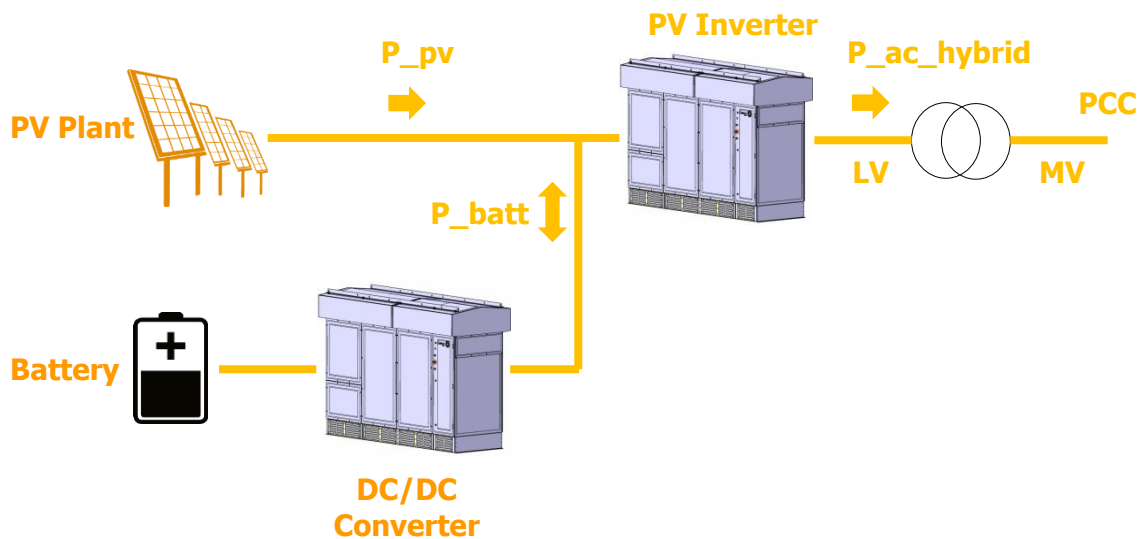 PV Inverter
P_pv
P_ac_hybrid
PV Plant
PCC
LV
MV
P_batt
Battery
DC/DC
Converter